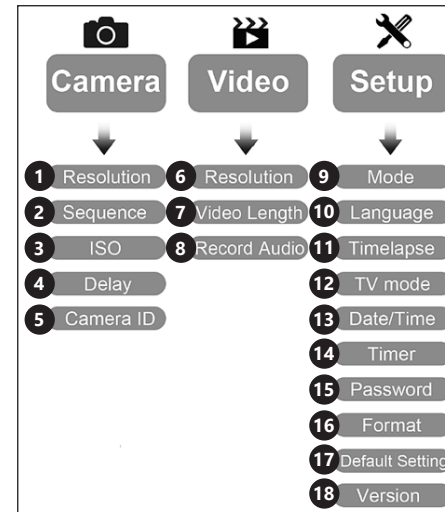 Camera
1 Resolution
2 Sequence
3 ISO
4 Delay
5 Camera ID
Video
6 Resolution
7 Video Length
8 Record Audio
Setup
9 Mode
10 Language
11 Timelapse
12 TV mode
13 Date/Time
14 Timer
15 Password
16 Format
17 Default Setting
18 Version